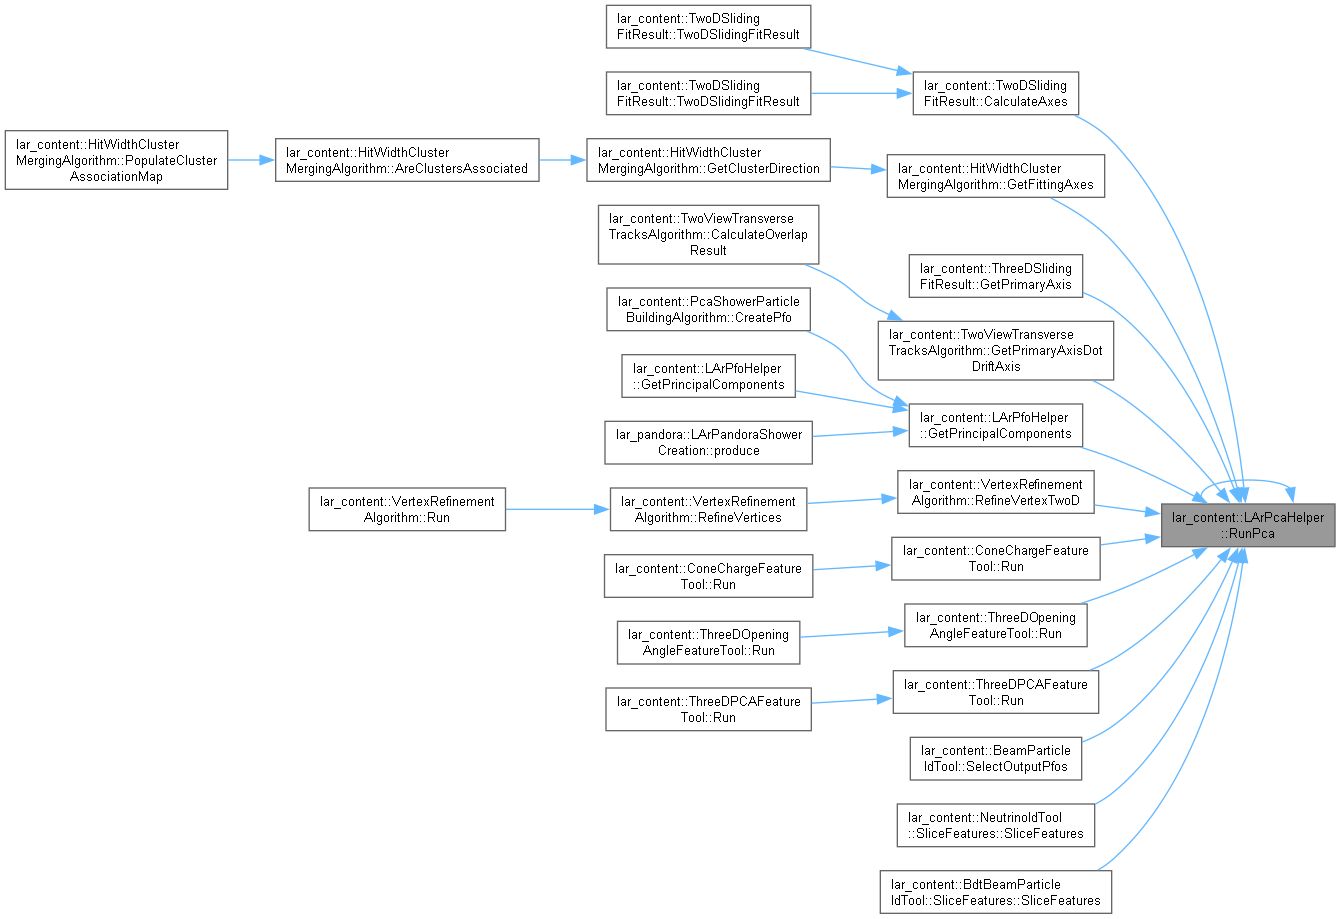 lar_content::TwoDSliding
FitResult::TwoDSlidingFitResult
lar_content::TwoDSliding
FitResult::TwoDSlidingFitResult
lar_content::TwoDSliding
FitResult::CalculateAxes
lar_content::HitWidthCluster
MergingAlgorithm::PopulateCluster
AssociationMap
lar_content::HitWidthCluster
MergingAlgorithm::AreClustersAssociated
lar_content::HitWidthCluster
MergingAlgorithm::GetClusterDirection
lar_content::HitWidthCluster
MergingAlgorithm::GetFittingAxes
lar_content::TwoViewTransverse
TracksAlgorithm::CalculateOverlap
Result
lar_content::ThreeDSliding
FitResult::GetPrimaryAxis
lar_content::PcaShowerParticle
BuildingAlgorithm::CreatePfo
lar_content::TwoViewTransverse
TracksAlgorithm::GetPrimaryAxisDot
DriftAxis
lar_content::LArPfoHelper
::GetPrincipalComponents
lar_content::LArPfoHelper
::GetPrincipalComponents
lar_pandora::LArPandoraShower
Creation::produce
lar_content::VertexRefinement
Algorithm::Run
lar_content::VertexRefinement
Algorithm::RefineVertices
lar_content::VertexRefinement
Algorithm::RefineVertexTwoD
lar_content::LArPcaHelper
::RunPca
lar_content::ConeChargeFeature
Tool::Run
lar_content::ConeChargeFeature
Tool::Run
lar_content::ThreeDOpening
AngleFeatureTool::Run
lar_content::ThreeDOpening
AngleFeatureTool::Run
lar_content::ThreeDPCAFeature
Tool::Run
lar_content::ThreeDPCAFeature
Tool::Run
lar_content::BeamParticle
IdTool::SelectOutputPfos
lar_content::NeutrinoIdTool
::SliceFeatures::SliceFeatures
lar_content::BdtBeamParticle
IdTool::SliceFeatures::SliceFeatures